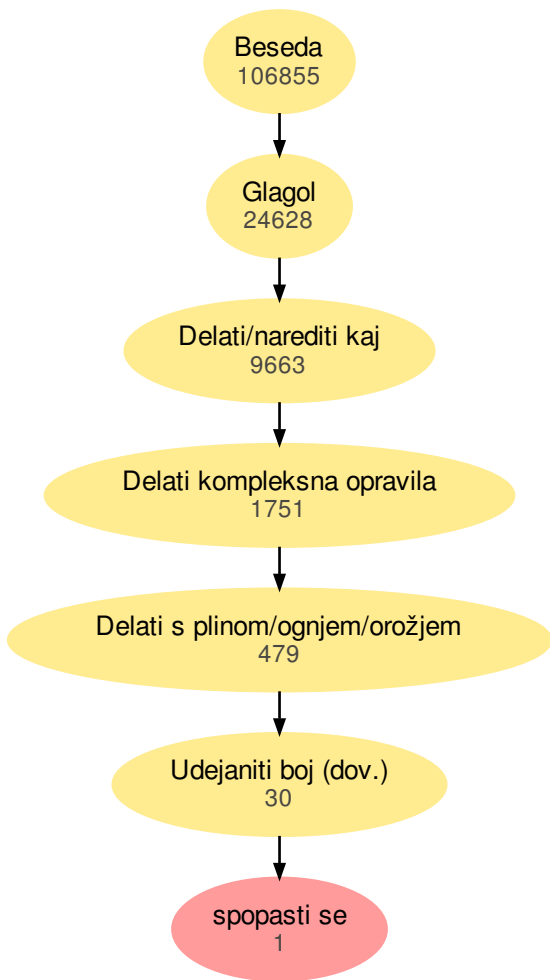 Beseda
106855
Glagol
24628
Delati/narediti kaj
9663
Delati kompleksna opravila
1751
Delati s plinom/ognjem/orožjem
479
Udejaniti boj (dov.)
30
spopasti se
1